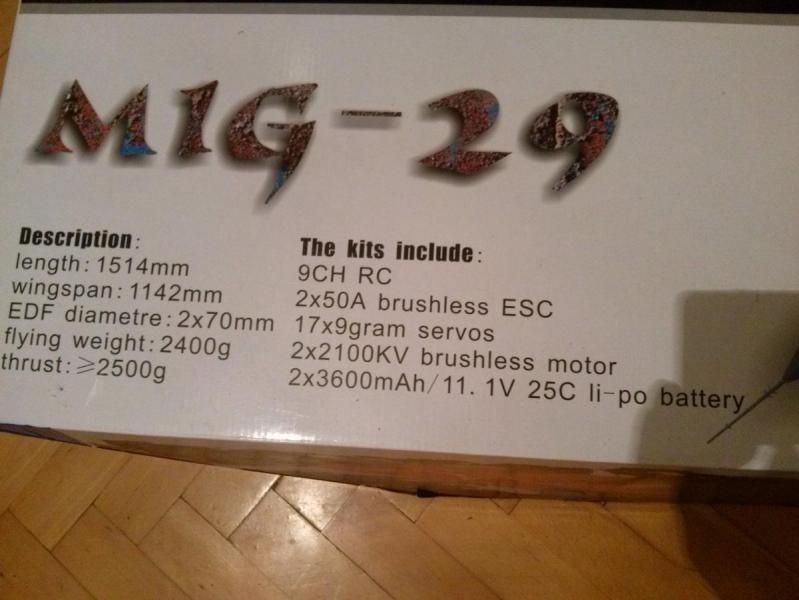 MIG-29
Description:
length:1514mm
wingspan:1142mm
EDF diametre:2x70mm
flying weight:2400g
thrust:≥2500g
The kits include:
9CH RC
2x50A brushless ESC
17x9gram servos
2x2100KV brushless motor
2x3600mAh/11.1V 25C li-po battery